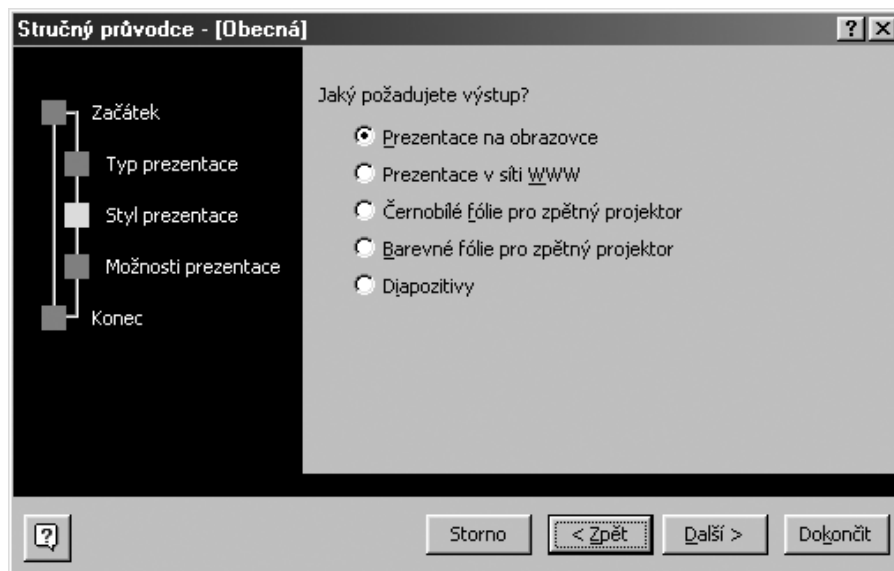 Stručný průvodce - [Obecná]
Začátek
Typ prezentace
Styl prezentace
Možnosti prezentace
Konec
Jaký požadujete výstup?
Prezentace na obrazovce
Prezentace v síti WWW
Černobílé fólie pro zpětný projektor
Barevné fólie pro zpětný projektor
Diapozitivy
Storno
< Zpět
Další >
Dokončit